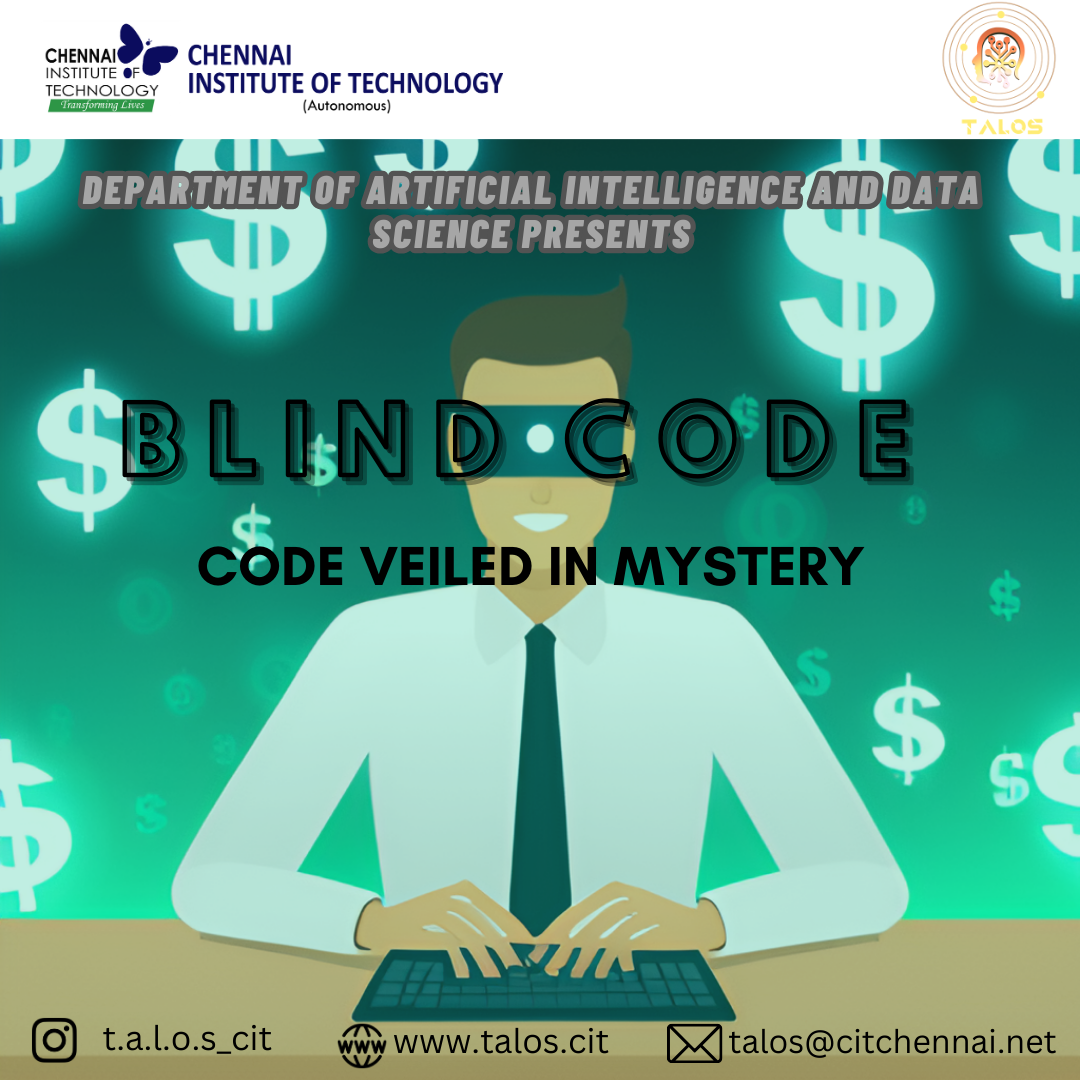 CHENNAI
INSTITUTE OF
TECHNOLOGY
Transforming Lives
CHENNAI
INSTITUTE OF TECHNOLOGY
(Autonomous)
TALOS
DEPARTMENT OF ARTIFICIAL INTELLIGENCE AND DATA
SCIENCE PRESENTS
BLIND CODE
CODE VEILED IN MYSTERY
t.a.l.o.s_cit
www
www.talos.cit
talos@citchennai.net